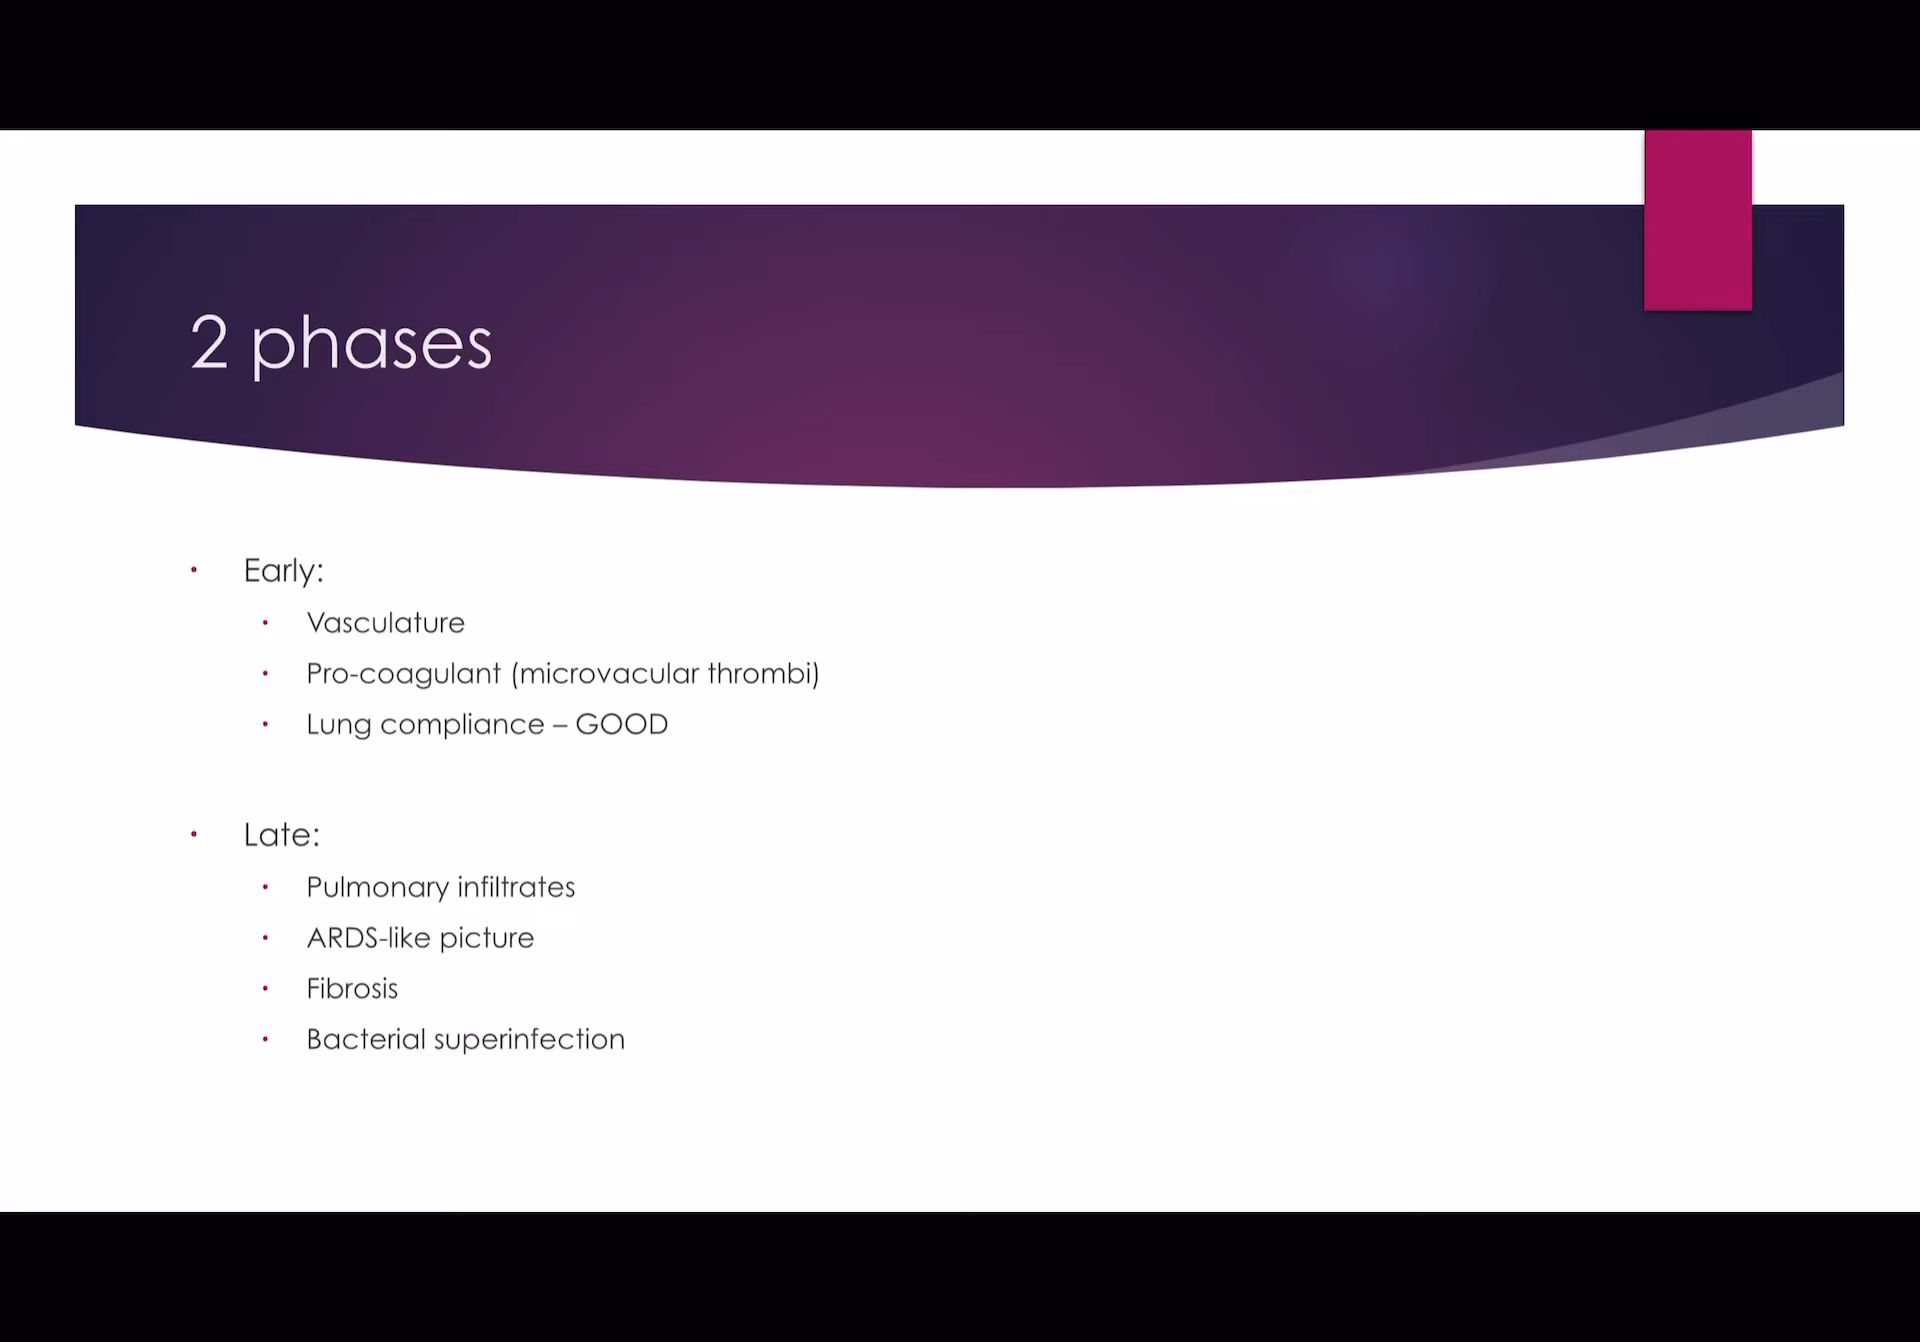 2 phases
Early:
Vasculature
Pro-coagulant (microvacular thrombi)
Lung compliance – GOOD
Late:
Pulmonary infiltrates
ARDS-like picture
Fibrosis
Bacterial superinfection